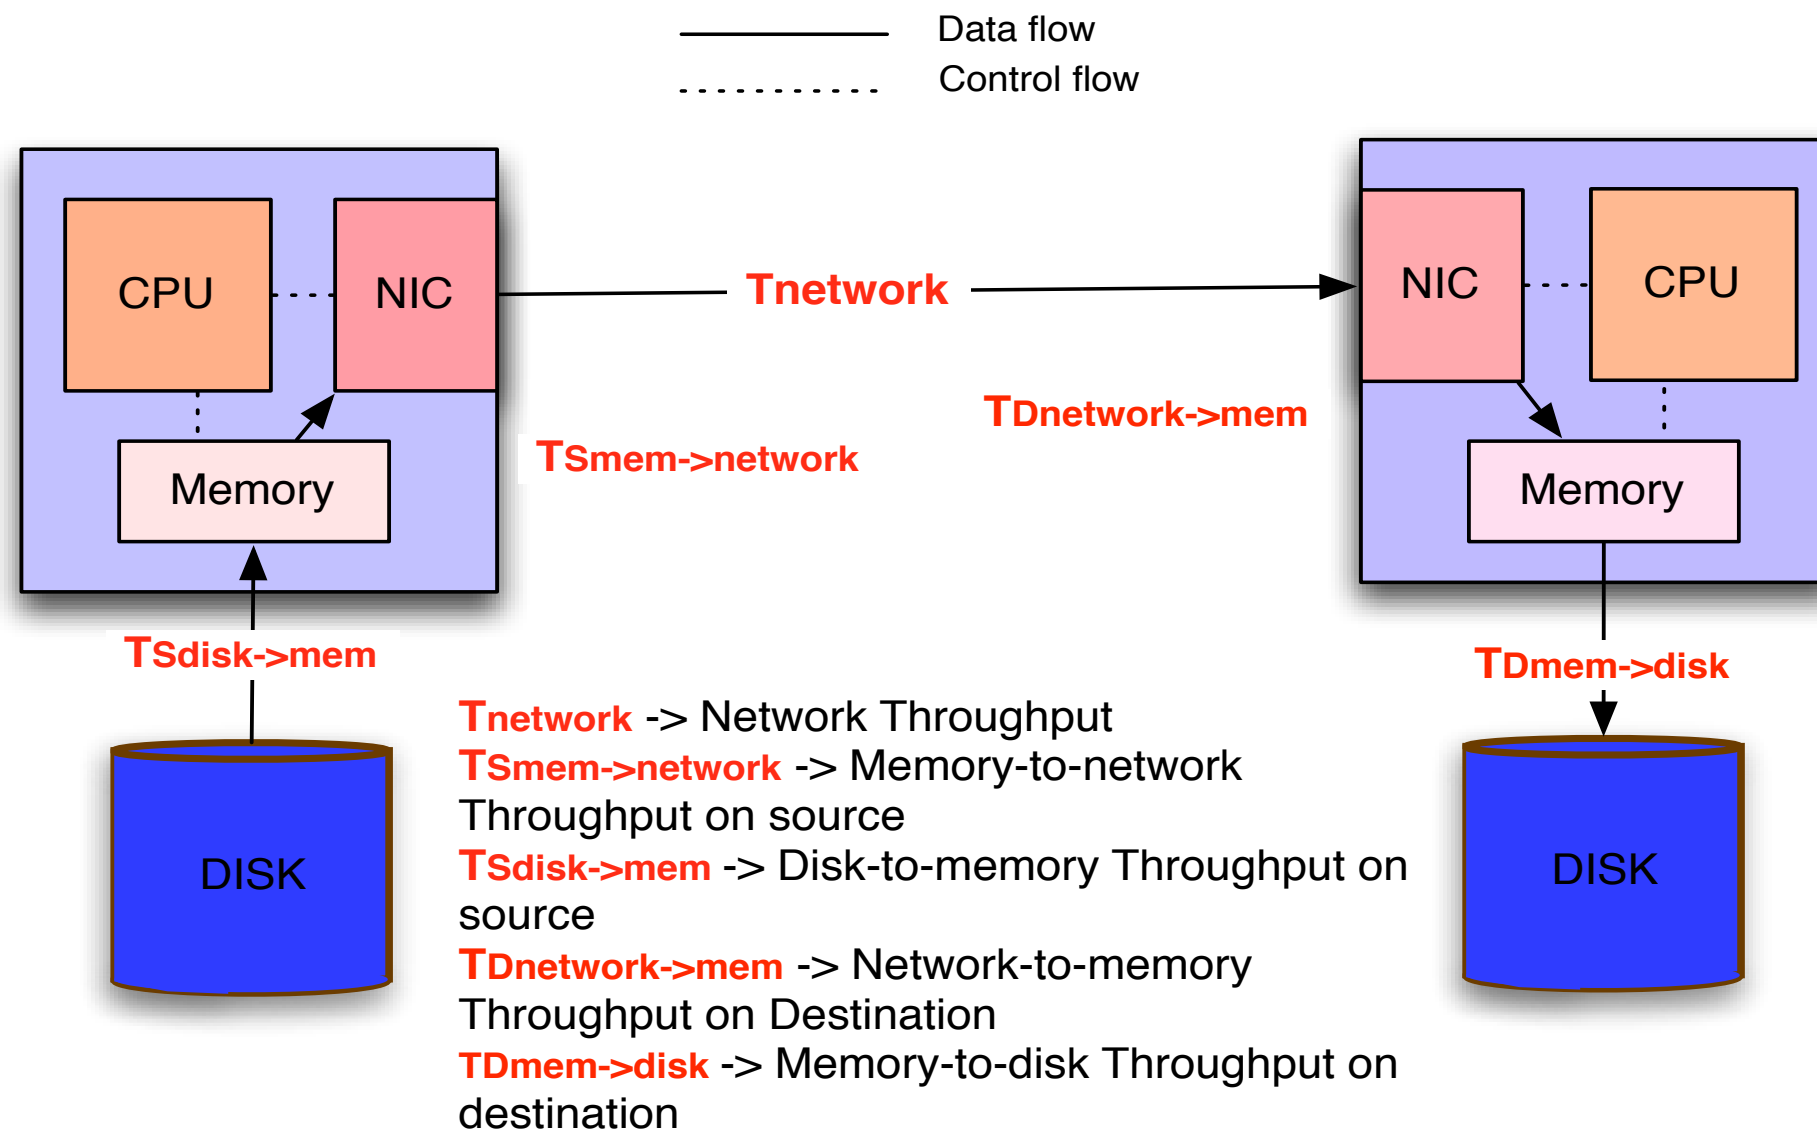 Data flow
Control flow
CPU
NIC
Tnetwork
NIC
CPU
TDnetwork->mem
TSmem->network
Memory
Memory
TSdisk->mem
TDmem->disk
DISK
DISK
Tnetwork -> Network Throughput
TSmem->network -> Memory-to-network
Throughput on source
TSdisk->mem -> Disk-to-memory Throughput on
source
TDnetwork->mem -> Network-to-memory
Throughput on Destination
TDmem->disk -> Memory-to-disk Throughput on
destination